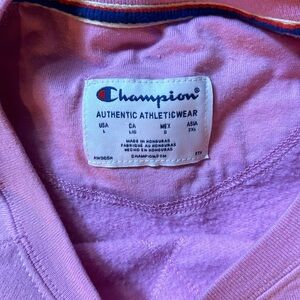 Champion
AUTHENTIC ATHLETICWEAR
USA CA MEX ASIA
L L/G G 2XL
MADE IN HONDURAS
FABRIQUÉ AU HONDURAS
HECHO EN HONDURAS
CHAMPION.COM